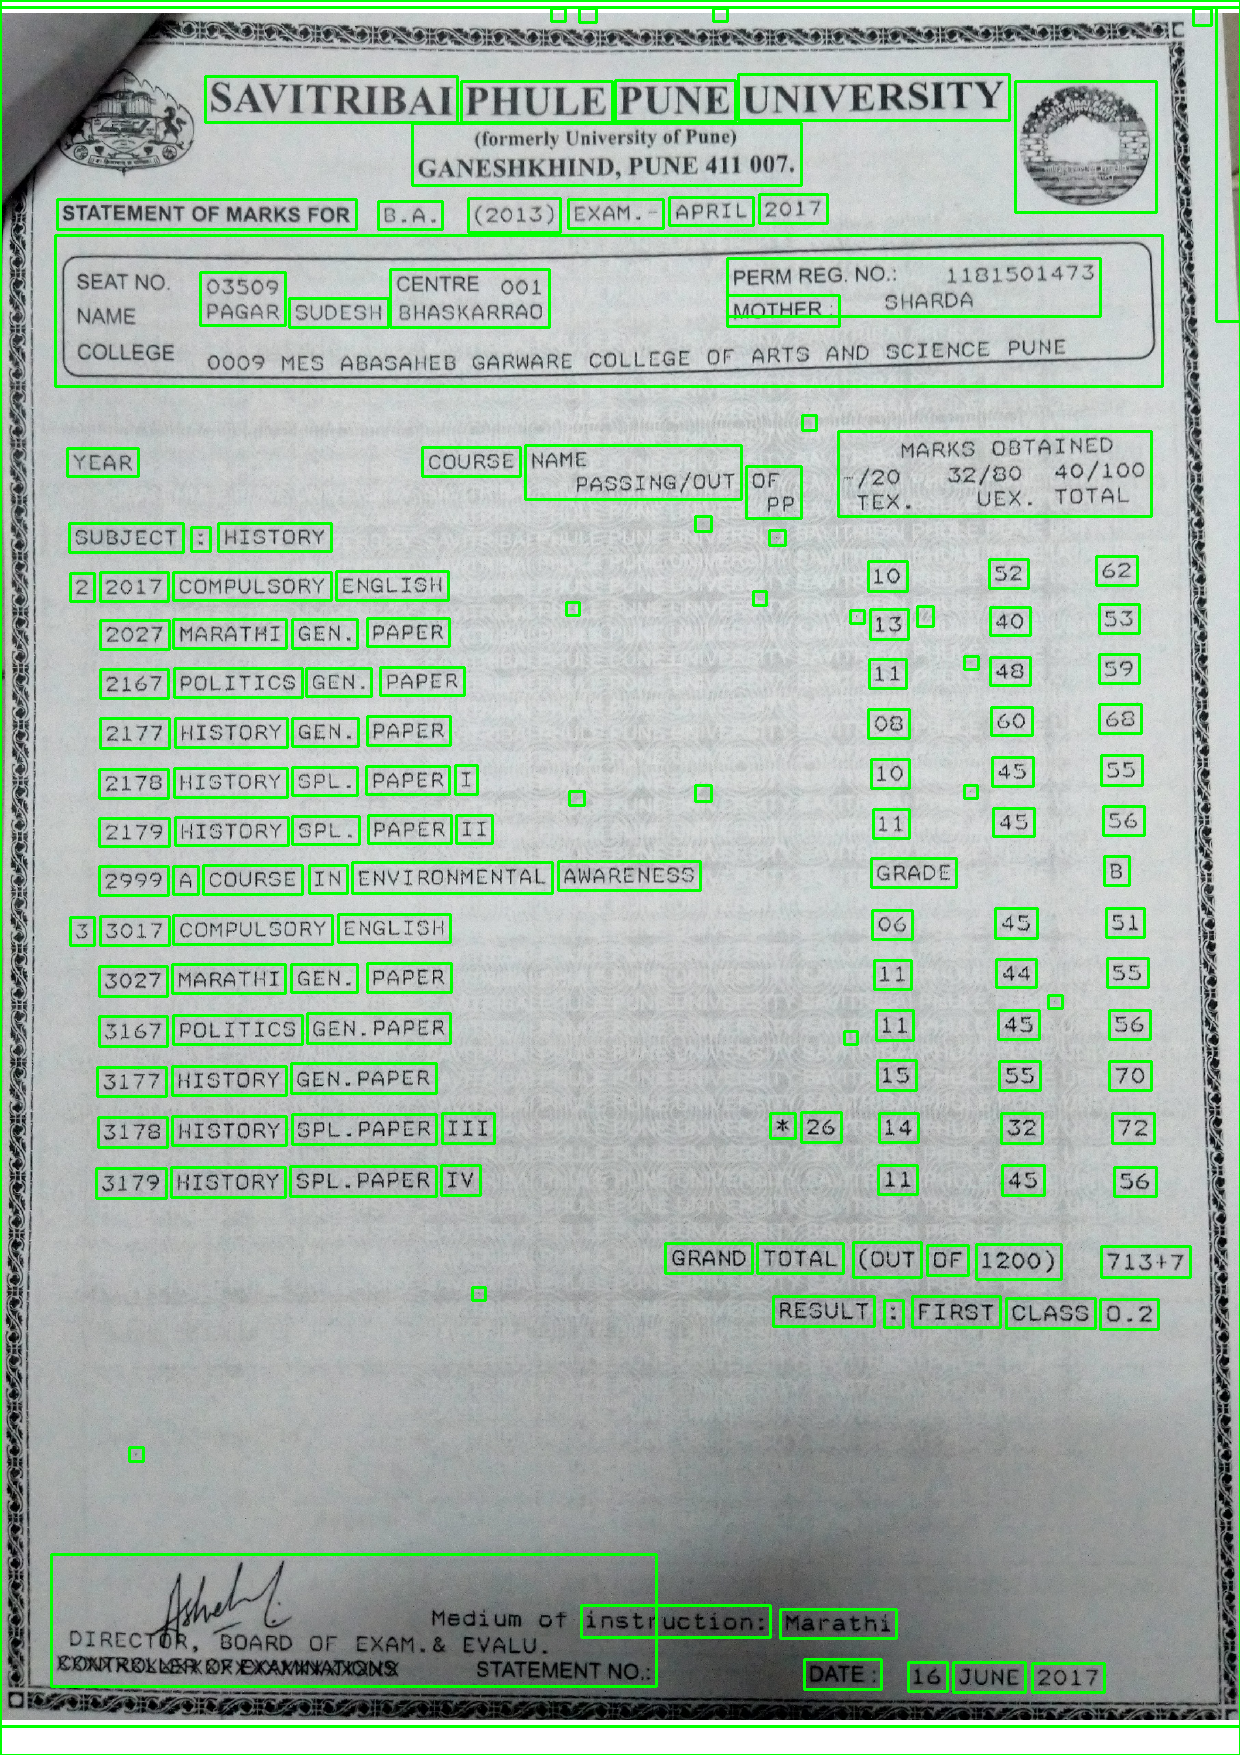 SAVITRIBAI PHULE PUNE UNIVERSITY
(formerly University of Pune)
GANESHKHIND, PUNE 411 007.
STATEMENT OF MARKS FOR B.A. (2013) EXAM.- APRIL 2017
SEAT NO. 03509 CENTRE 001 PERM REG. NO.: 1181501473
NAME PAGAR SUDESH BHASKARRAO MOTHER : SHARDA
COLLEGE 0009 MES ABASAHEB GARWARE COLLEGE OF ARTS AND SCIENCE PUNE
YEAR COURSE NAME OF MARKS OBTAINED
PASSING/OUT PP -/20 32/80 40/100
TEX. UEX. TOTAL
SUBJECT : HISTORY
2 2017 COMPULSORY ENGLISH 10 52 62
2027 MARATHI GEN. PAPER 13 40 53
2167 POLITICS GEN. PAPER 11 48 59
2177 HISTORY GEN. PAPER 08 60 68
2178 HISTORY SPL. PAPER I 10 45 55
2179 HISTORY SPL. PAPER II 11 45 56
2999 A COURSE IN ENVIRONMENTAL AWARENESS GRADE B
3 3017 COMPULSORY ENGLISH 06 45 51
3027 MARATHI GEN. PAPER 11 44 55
3167 POLITICS GEN.PAPER 11 45 56
3177 HISTORY GEN.PAPER 15 55 70
3178 HISTORY SPL.PAPER III * 26 14 32 72
3179 HISTORY SPL.PAPER IV 11 45 56
GRAND TOTAL (OUT OF 1200) 713+7
RESULT : FIRST CLASS 0.2
Medium of instruction: Marathi
DIRECTOR, BOARD OF EXAM.& EVALU.
CONTROLLER OF EXAMINATIONS STATEMENT NO.: DATE : 16 JUNE 2017